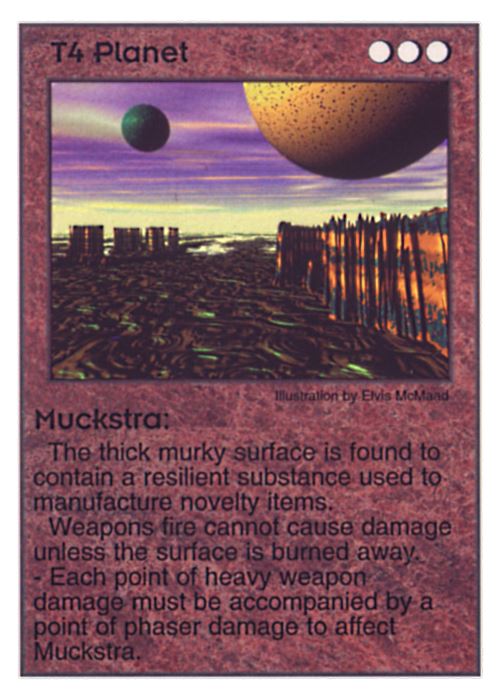 T4 Planet
Illustration by Elvis McMaad
Muckstra:
The thick murky surface is found to
contain a resilient substance used to
manufacture novelty items.
Weapons fire cannot cause damage
unless the surface is burned away.
- Each point of heavy weapon
damage must be accompanied by a
point of phaser damage to affect
Muckstra.